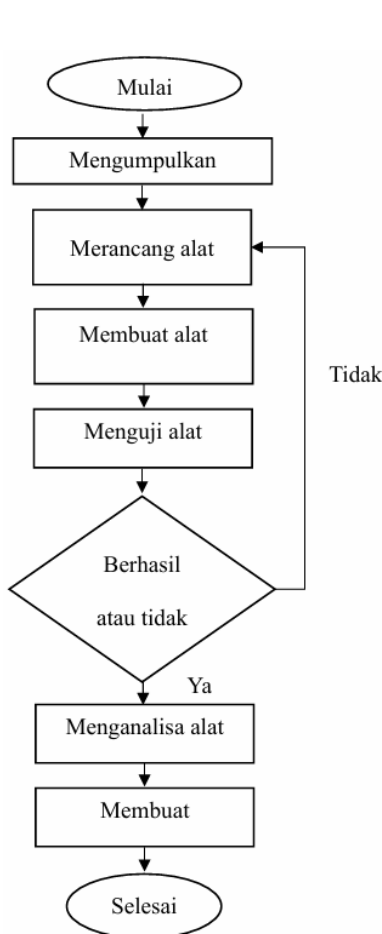 Mulai
Mengumpulkan
Merancang alat
Membuat alat
Tidak
Menguji alat
Berhasil
atau tidak
Ya
Menganalisa alat
Membuat
Selesai